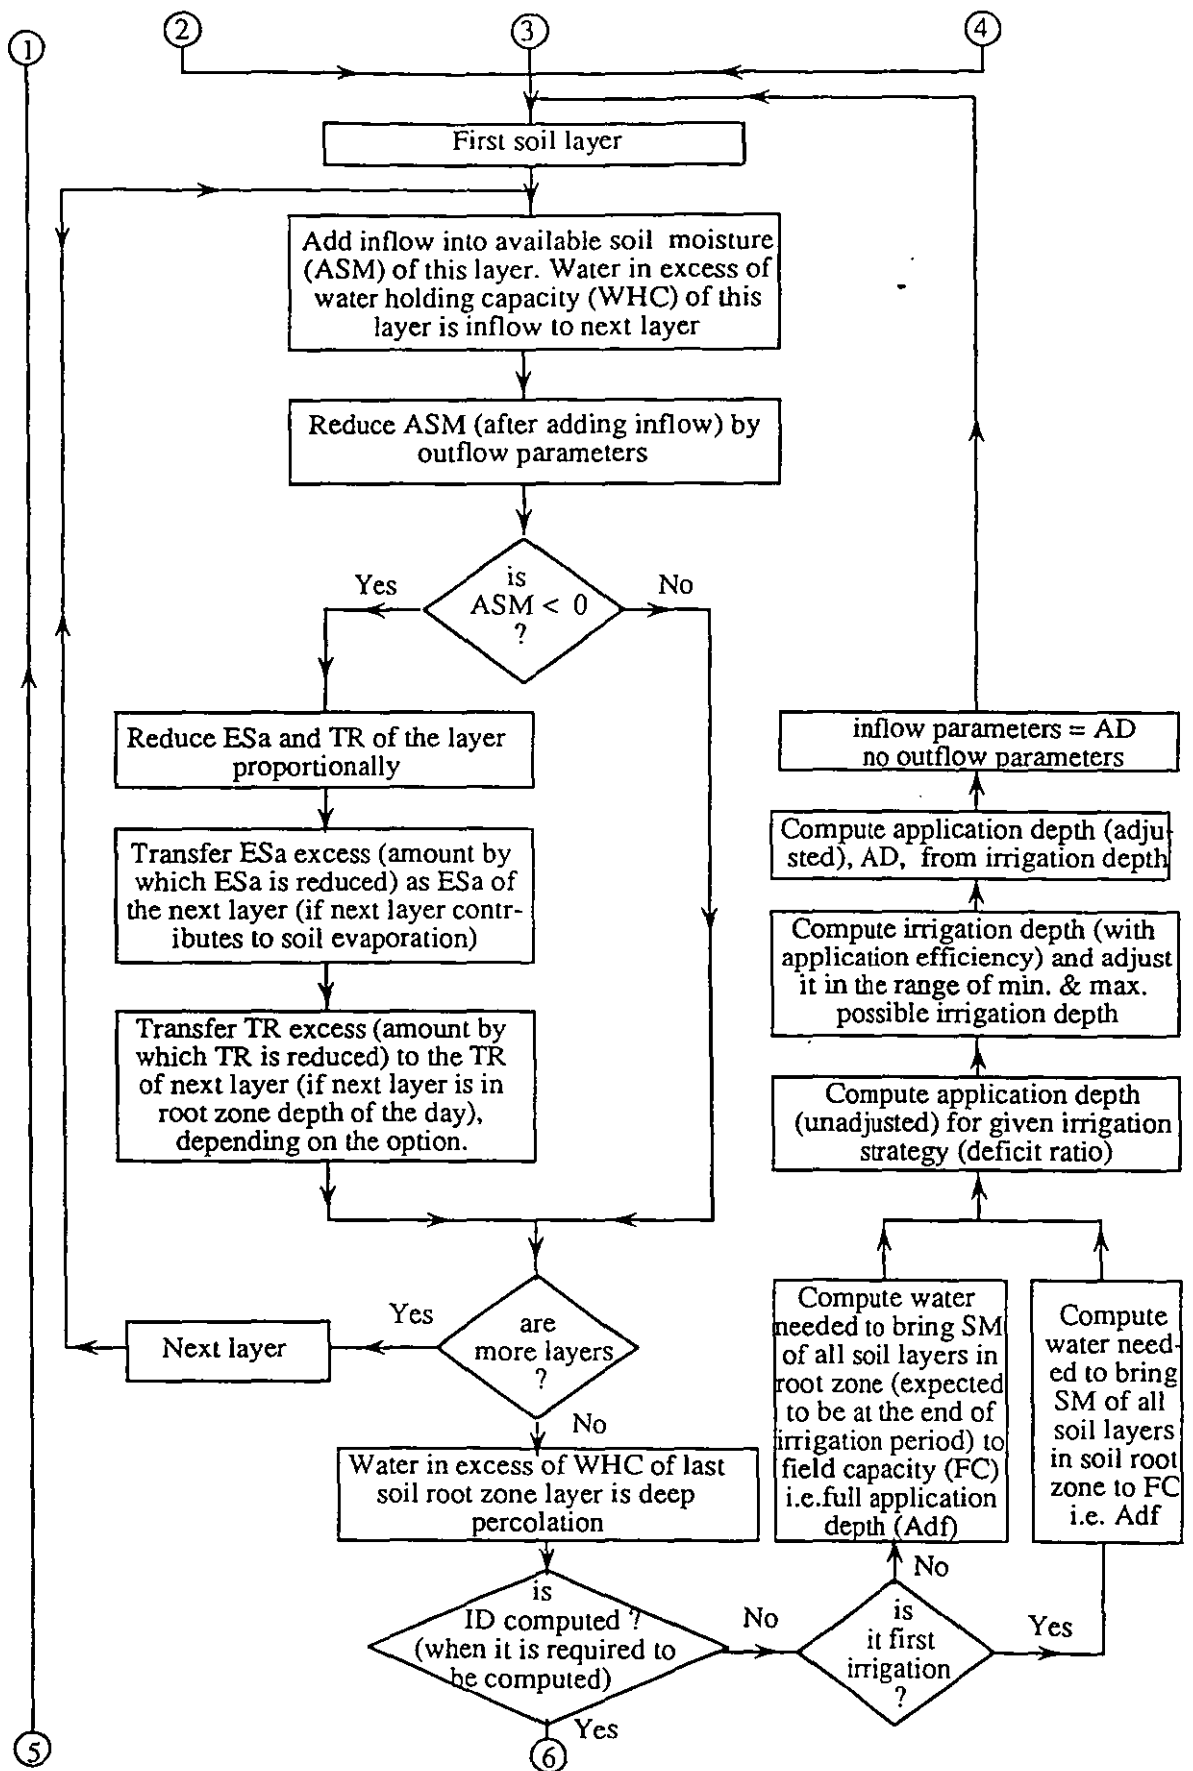 1
2
3
4
First soil layer
Add inflow into available soil moisture
(ASM) of this layer. Water in excess of
water holding capacity (WHC) of this
layer is inflow to next layer
Reduce ASM (after adding inflow) by
outflow parameters
is
ASM < 0
?
Yes
No
Reduce ESa and TR of the layer
proportionally
Transfer ESa excess (amount by
which ESa is reduced) as ESa of
the next layer (if next layer contr-
ibutes to soil evaporation)
Transfer TR excess (amount by
which TR is reduced) to the TR
of next layer (if next layer is in
root zone depth of the day),
depending on the option.
are
more layers
?
Yes
Next layer
No
Water in excess of WHC of last
soil root zone layer is deep
percolation
is
ID computed ?
(when it is required to
be computed)
No
Yes
is
it first
irrigation
?
No
Yes
Compute water
needed to bring SM
of all soil layers in
root zone (expected
to be at the end of
irrigation period) to
field capacity (FC)
i.e.full application
depth (Adf)
Compute
water need-
ed to bring
SM of all
soil layers
in soil root
zone to FC
i.e. Adf
Compute application depth
(unadjusted) for given irrigation
strategy (deficit ratio)
Compute irrigation depth (with
application efficiency) and adjust
it in the range of min. & max.
possible irrigation depth
Compute application depth (adju-
sted), AD, from irrigation depth
inflow parameters = AD
no outflow parameters
5
6